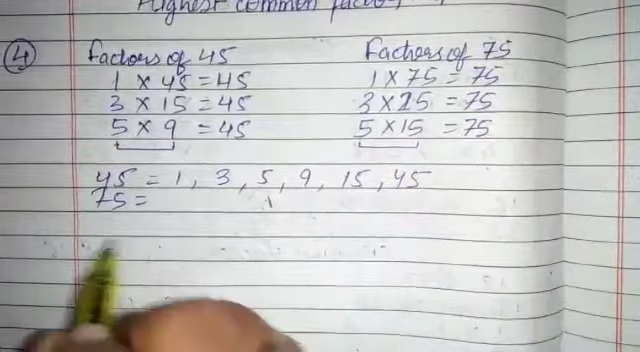 Highest common factor
4
Factors of 45 Factors of 75
1 × 45 = 45 1 × 75 = 75
3 × 15 = 45 3 × 25 = 75
5 × 9 = 45 5 × 15 = 75
45 = 1, 3, 5, 9, 15, 45
75 =